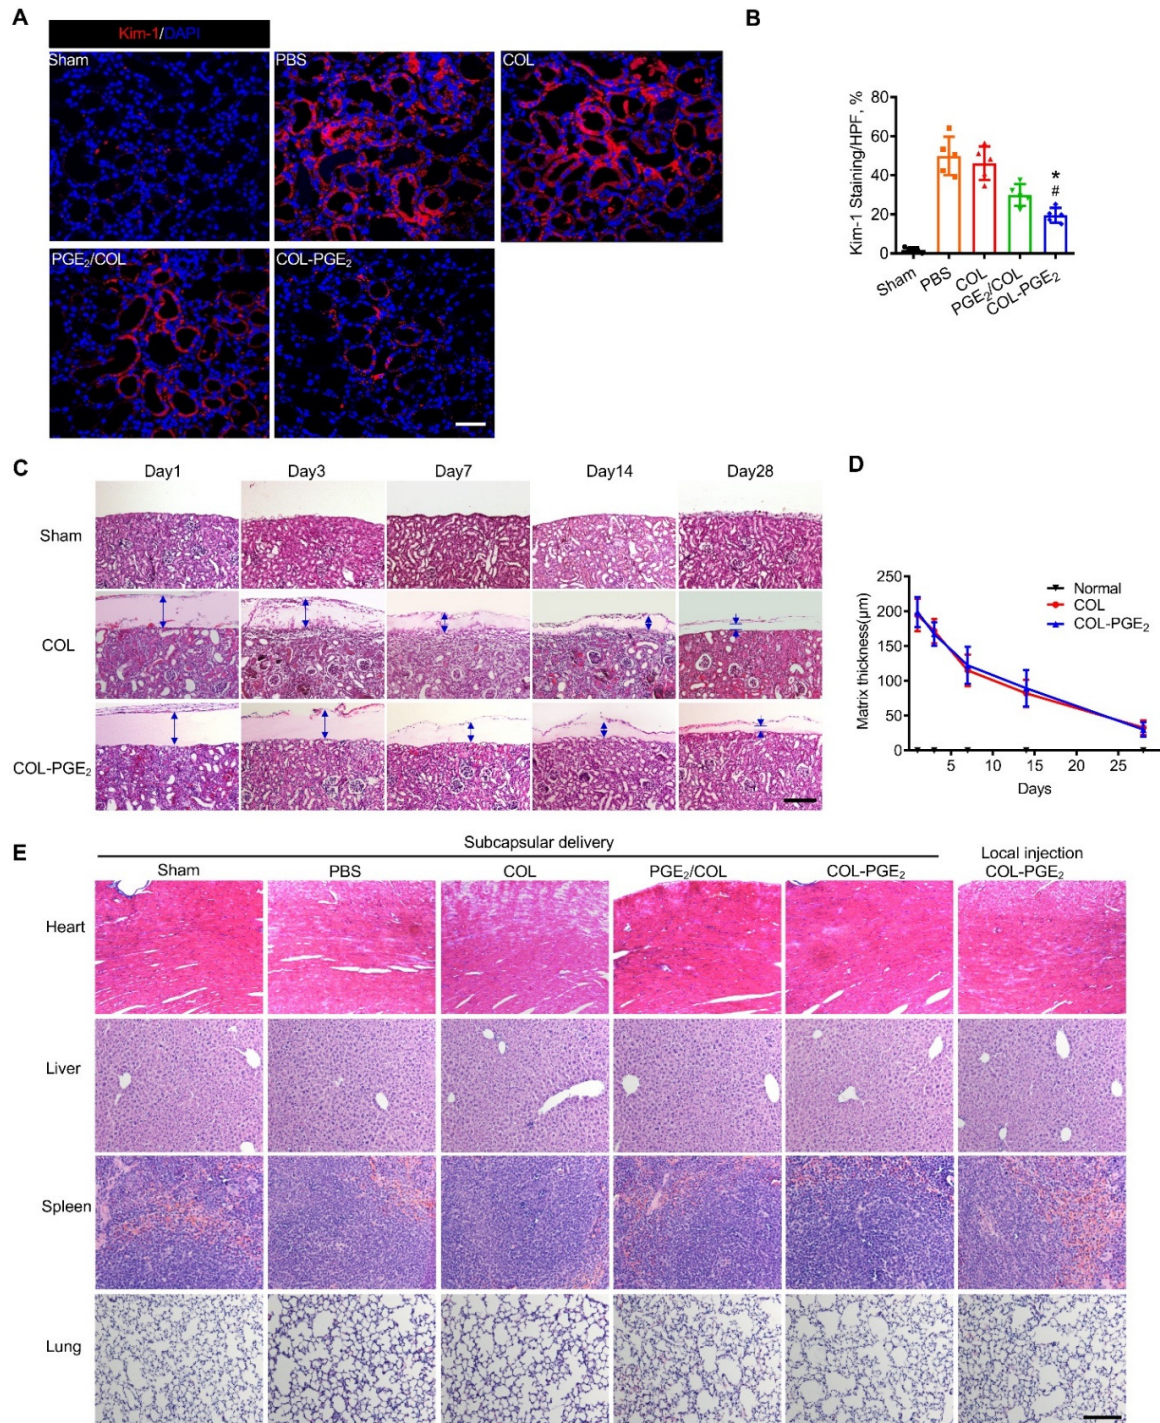 A
Kim-1/DAPI
Sham
PBS
COL
PGE₂/COL
COL-PGE₂
B
Kim-1 Staining/HPF, %
80
60
40
20
0
*
#
Sham
PBS
COL
PGE₂/COL
COL-PGE₂
C
Day1
Day3
Day7
Day14
Day28
Sham
COL
COL-PGE₂
D
Matrix thickness(μm)
250
200
150
100
50
0
5
10
15
20
25
Days
Normal
COL
COL-PGE₂
E
Subcapsular delivery
Local injection
Sham
PBS
COL
PGE₂/COL
COL-PGE₂
COL-PGE₂
Heart
Liver
Spleen
Lung